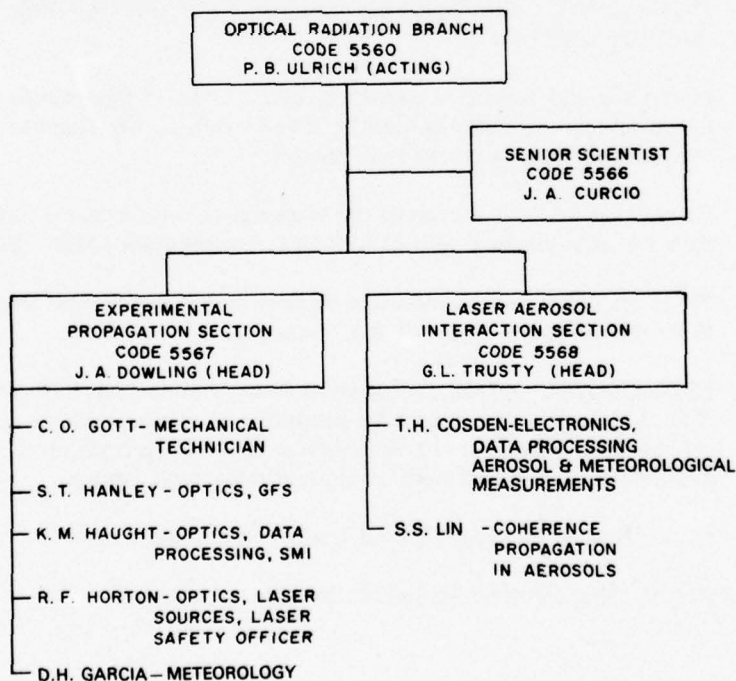 OPTICAL RADIATION BRANCH
CODE 5560
P. B. ULRICH (ACTING)
SENIOR SCIENTIST
CODE 5566
J. A. CURCIO
EXPERIMENTAL
PROPAGATION SECTION
CODE 5567
J. A. DOWLING (HEAD)
C. O. GOTT - MECHANICAL
TECHNICIAN
S. T. HANLEY - OPTICS, GFS
K. M. HAUGHT - OPTICS, DATA
PROCESSING, SMI
R. F. HORTON - OPTICS, LASER
SOURCES, LASER
SAFETY OFFICER
D.H. GARCIA — METEOROLOGY
LASER AEROSOL
INTERACTION SECTION
CODE 5568
G.L. TRUSTY (HEAD)
T.H. COSDEN-ELECTRONICS,
DATA PROCESSING
AEROSOL & METEOROLOGICAL
MEASUREMENTS
S.S. LIN - COHERENCE
PROPAGATION
IN AEROSOLS